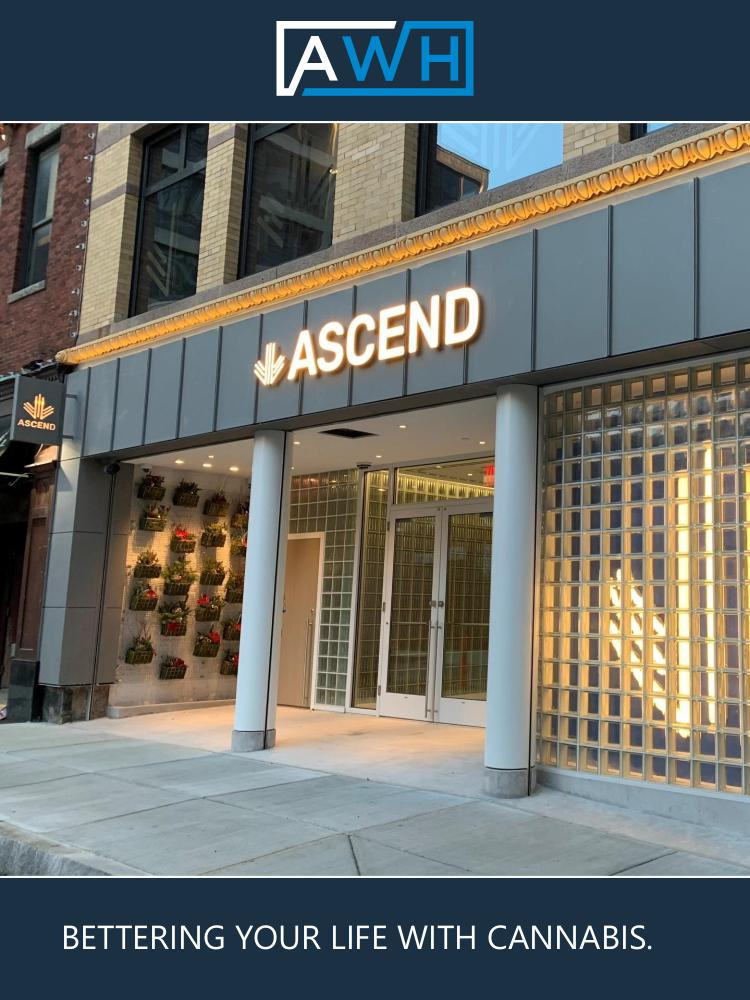 AWH
ASCEND
ASCEND
BETTERING YOUR LIFE WITH CANNABIS.